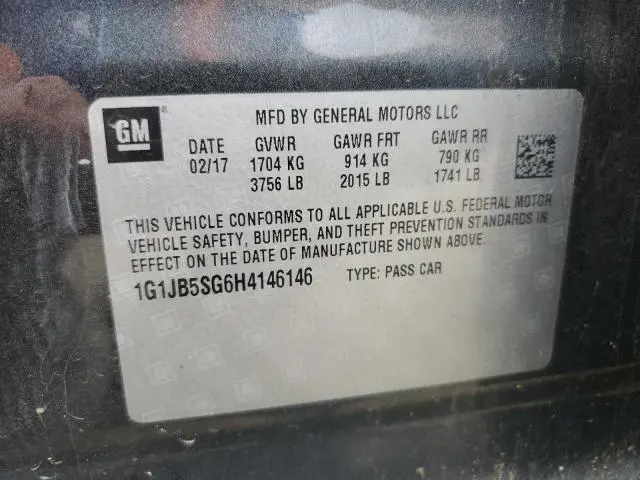 GM ®
MFD BY GENERAL MOTORS LLC
DATE GVWR GAWR FRT GAWR RR
02/17 1704 KG 914 KG 790 KG
3756 LB 2015 LB 1741 LB
THIS VEHICLE CONFORMS TO ALL APPLICABLE U.S. FEDERAL MOTOR
VEHICLE SAFETY, BUMPER, AND THEFT PREVENTION STANDARDS IN
EFFECT ON THE DATE OF MANUFACTURE SHOWN ABOVE.
1G1JB5SG6H4146146 TYPE: PASS CAR